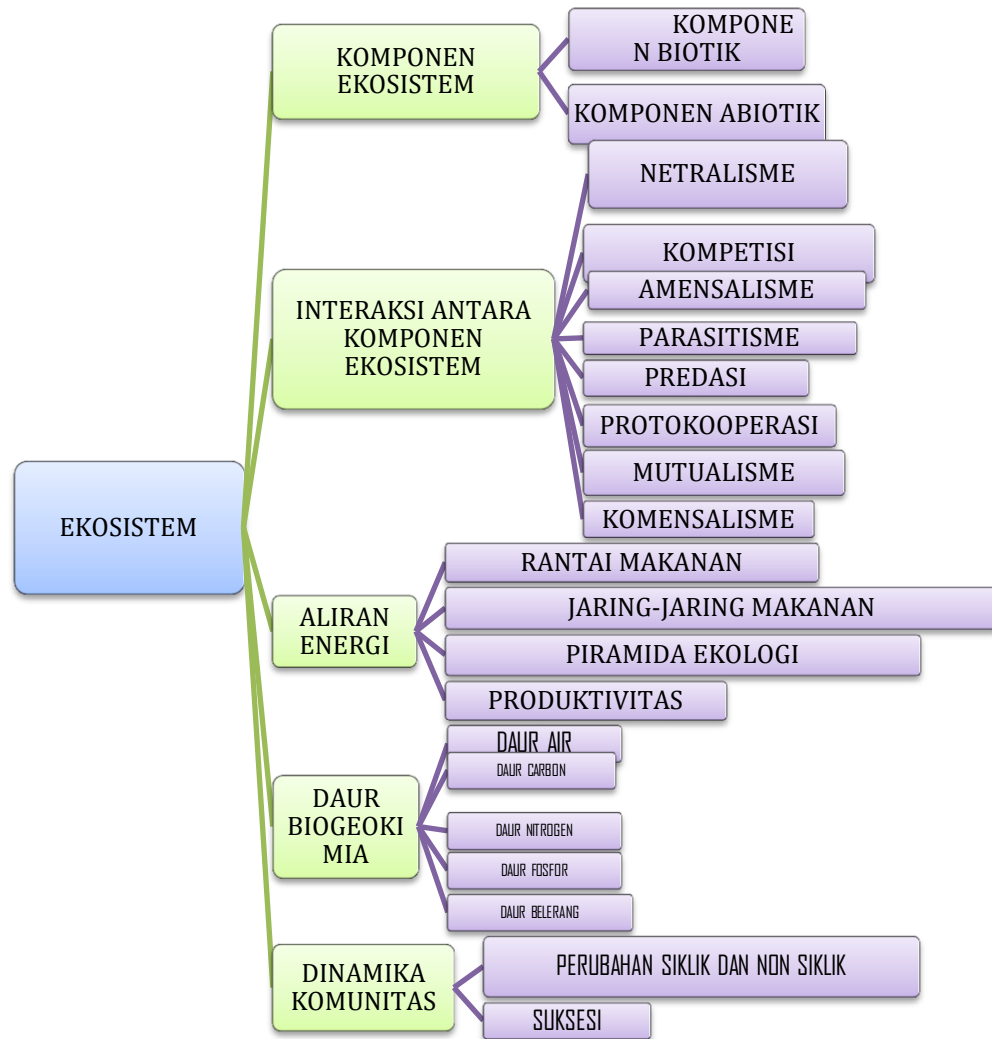 EKOSISTEM
KOMPONEN
EKOSISTEM
KOMPONE
N BIOTIK
KOMPONEN ABIOTIK
INTERAKSI ANTARA
KOMPONEN
EKOSISTEM
NETRALISME
KOMPETISI
AMENSALISME
PARASITISME
PREDASI
PROTOKOOPERASI
MUTUALISME
KOMENSALISME
ALIRAN
ENERGI
RANTAI MAKANAN
JARING-JARING MAKANAN
PIRAMIDA EKOLOGI
PRODUKTIVITAS
DAUR
BIOGEOKI
MIA
DAUR AIR
DAUR CARBON
DAUR NITROGEN
DAUR FOSFOR
DAUR BELERANG
DINAMIKA
KOMUNITAS
PERUBAHAN SIKLIK DAN NON SIKLIK
SUKSESI